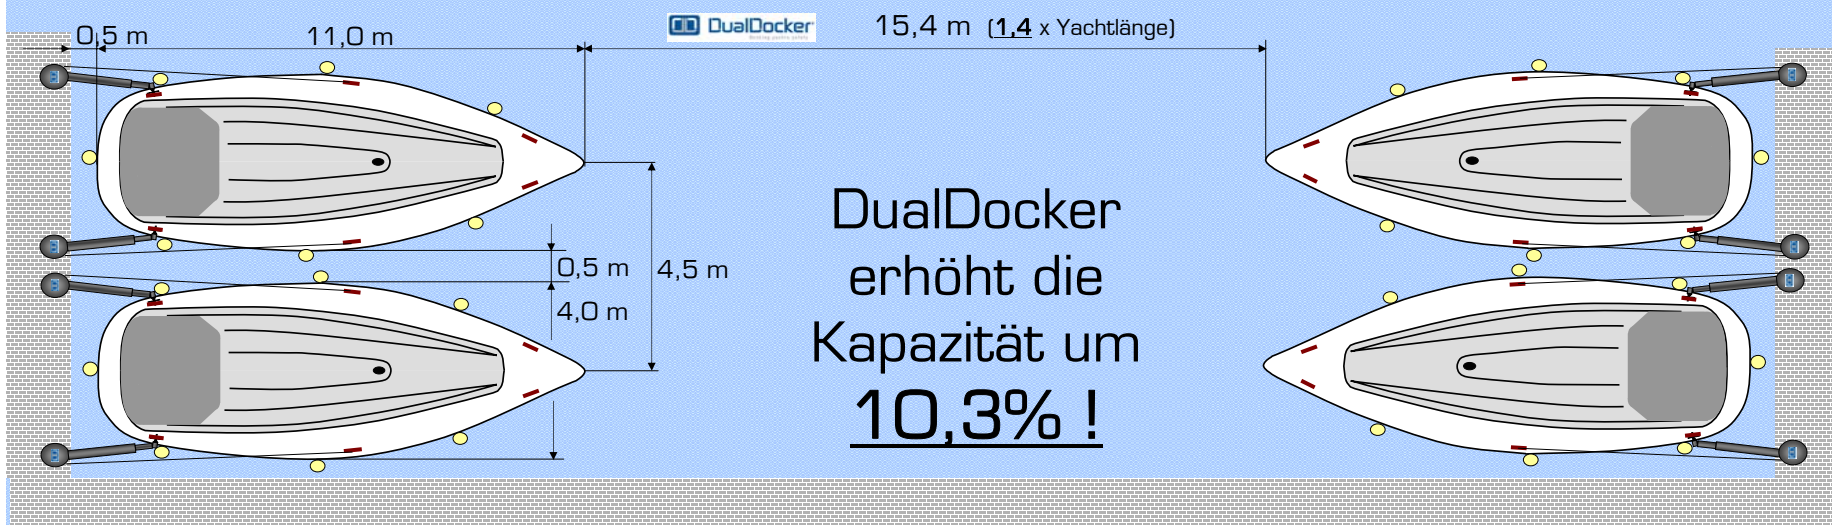 0,5 m
11,0 m
DualDocker
15,4 m (1,4 x Yachtlänge)
DualDocker
erhöht die
Kapazität um
10,3% !
0,5 m
4,5 m
4,0 m